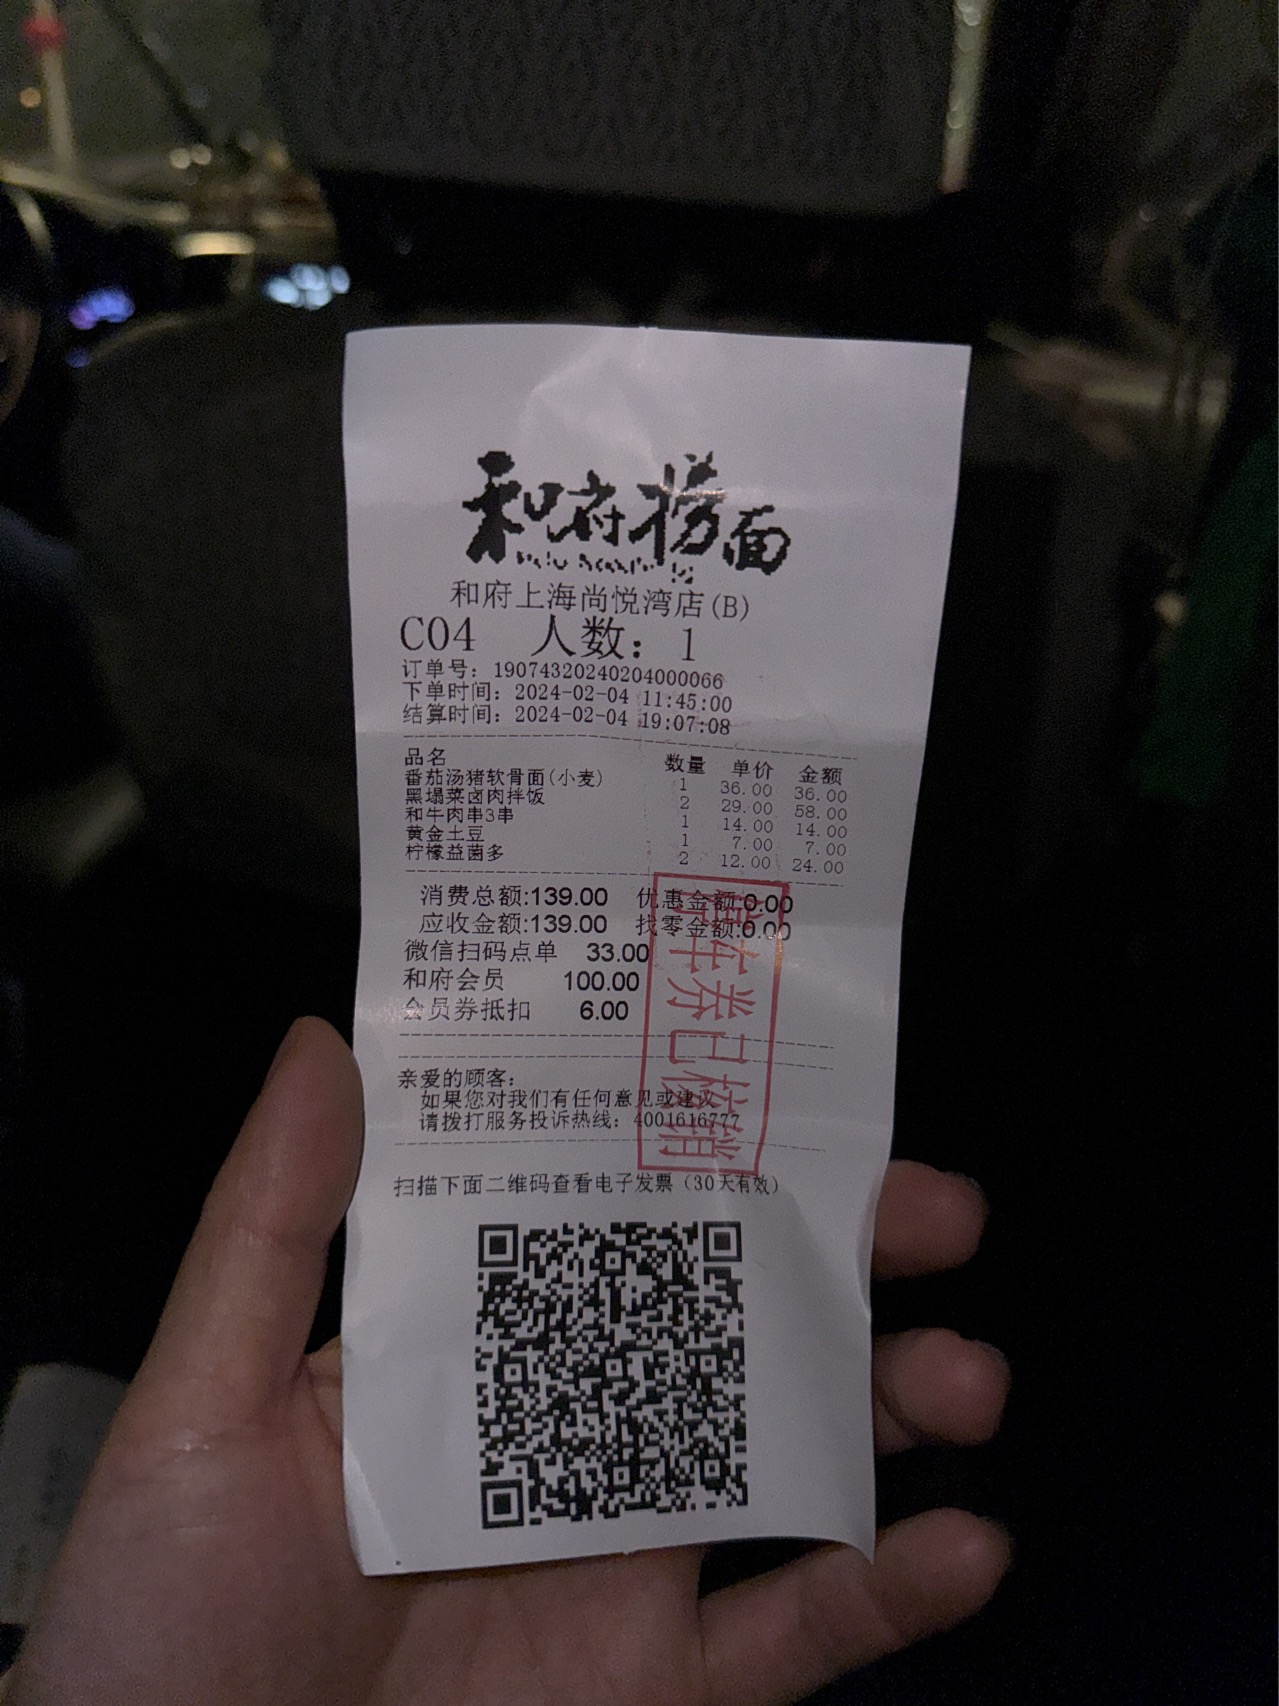 和府捞面
和府上海尚悦湾店(B)
C04 人数：1
订单号：19074320240204000066
下单时间：2024-02-04 11:45:00
结算时间：2024-02-04 19:07:08
品名 数量 单价 金额
番茄汤猪软骨面(小麦) 1 36.00 36.00
黑塌菜卤肉拌饭 2 29.00 58.00
和牛肉串3串 1 14.00 14.00
黄金土豆 1 7.00 7.00
柠檬益菌多 2 12.00 24.00
消费总额:139.00 优惠金额:0.00
应收金额:139.00 找零金额:0.00
微信扫码点单 33.00
和府会员 100.00
会员券抵扣 6.00
停车券已核销
亲爱的顾客：
如果您对我们有任何意见或建议
请拨打服务投诉热线：4001616777
扫描下面二维码查看电子发票（30天有效）